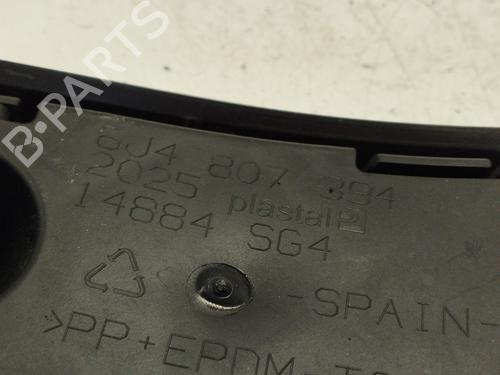 B-PARTS
6J4 807 394
2025 plastal
14884 SG4
-SPAIN-
>PP+EPDM-T